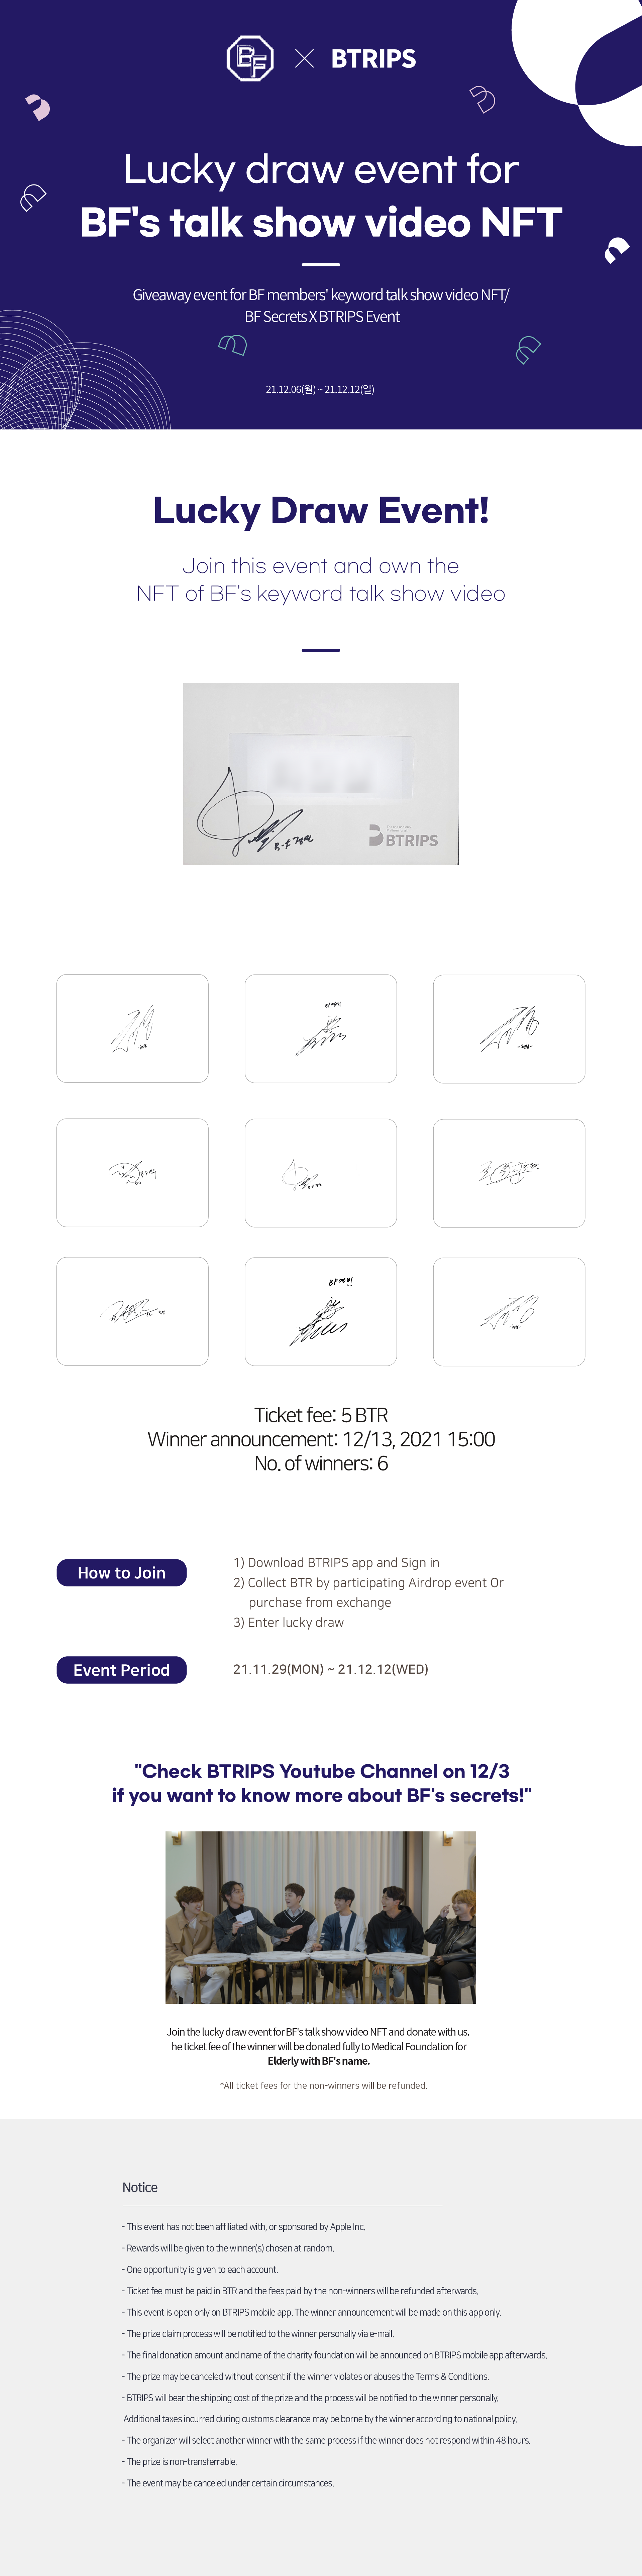 BF × BTRIPS
Lucky draw event for
BF's talk show video NFT
Giveaway event for BF members' keyword talk show video NFT/
BF Secrets X BTRIPS Event
21.12.06(월) ~ 21.12.12(일)
Lucky Draw Event!
Join this event and own the
NFT of BF's keyword talk show video
BTRIPS
Ticket fee: 5 BTR
Winner announcement: 12/13, 2021 15:00
No. of winners: 6
How to Join
1) Download BTRIPS app and Sign in
2) Collect BTR by participating Airdrop event Or
purchase from exchange
3) Enter lucky draw
Event Period
21.11.29(MON) ~ 21.12.12(WED)
"Check BTRIPS Youtube Channel on 12/3
if you want to know more about BF's secrets!"
Join the lucky draw event for BF's talk show video NFT and donate with us.
he ticket fee of the winner will be donated fully to Medical Foundation for
Elderly with BF's name.
*All ticket fees for the non-winners will be refunded.
Notice
- This event has not been affiliated with, or sponsored by Apple Inc.
- Rewards will be given to the winner(s) chosen at random.
- One opportunity is given to each account.
- Ticket fee must be paid in BTR and the fees paid by the non-winners will be refunded afterwards.
- This event is open only on BTRIPS mobile app. The winner announcement will be made on this app only.
- The prize claim process will be notified to the winner personally via e-mail.
- The final donation amount and name of the charity foundation will be announced on BTRIPS mobile app afterwards.
- The prize may be canceled without consent if the winner violates or abuses the Terms & Conditions.
- BTRIPS will bear the shipping cost of the prize and the process will be notified to the winner personally.
Additional taxes incurred during customs clearance may be borne by the winner according to national policy.
- The organizer will select another winner with the same process if the winner does not respond within 48 hours.
- The prize is non-transferrable.
- The event may be canceled under certain circumstances.